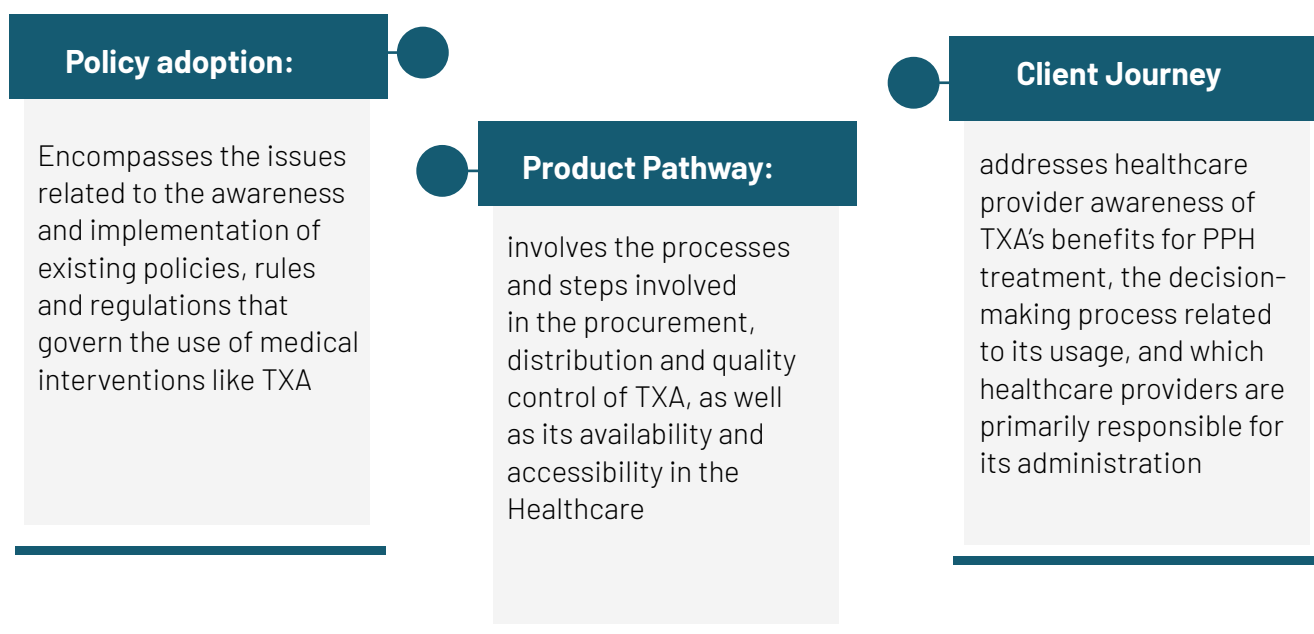 Policy adoption:
Encompasses the issues
related to the awareness
and implementation of
existing policies, rules
and regulations that
govern the use of medical
interventions like TXA
Product Pathway:
involves the processes
and steps involved
in the procurement,
distribution and quality
control of TXA, as well
as its availability and
accessibility in the
Healthcare
Client Journey
addresses healthcare
provider awareness of
TXA's benefits for PPH
treatment, the decision-
making process related
to its usage, and which
healthcare providers are
primarily responsible for
its administration